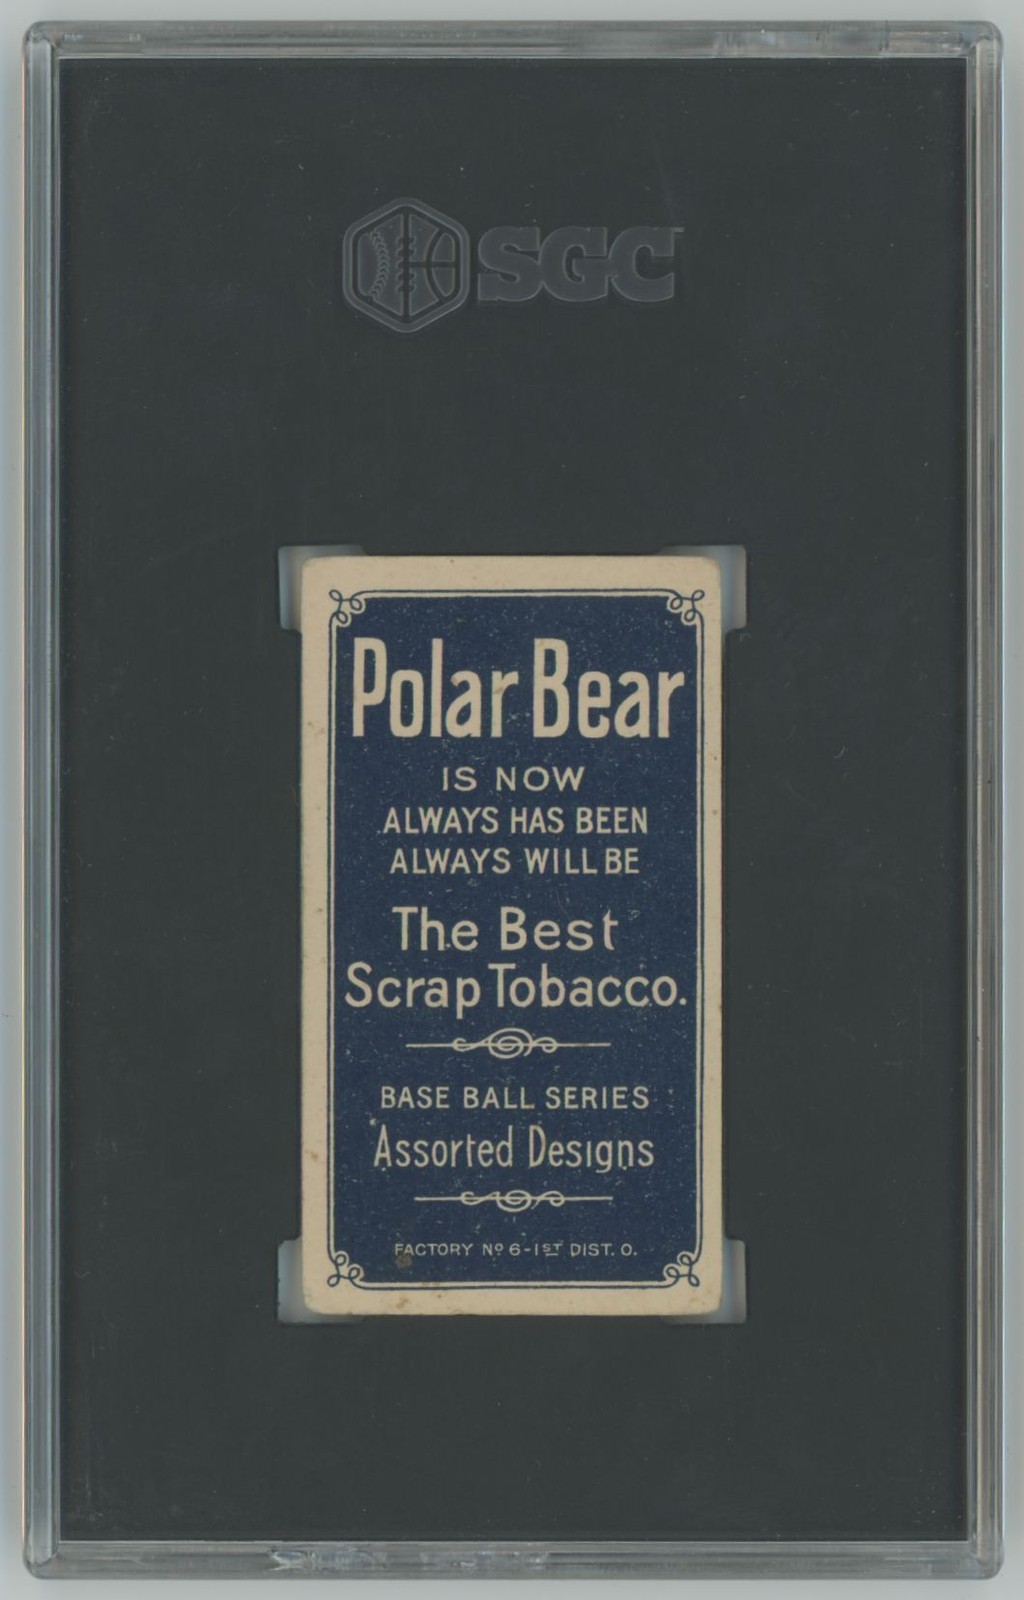 SGC
Polar Bear
IS NOW
ALWAYS HAS BEEN
ALWAYS WILL BE
The Best
Scrap Tobacco.
BASE BALL SERIES
Assorted Designs
FACTORY Nº 6-1ST DIST. O.